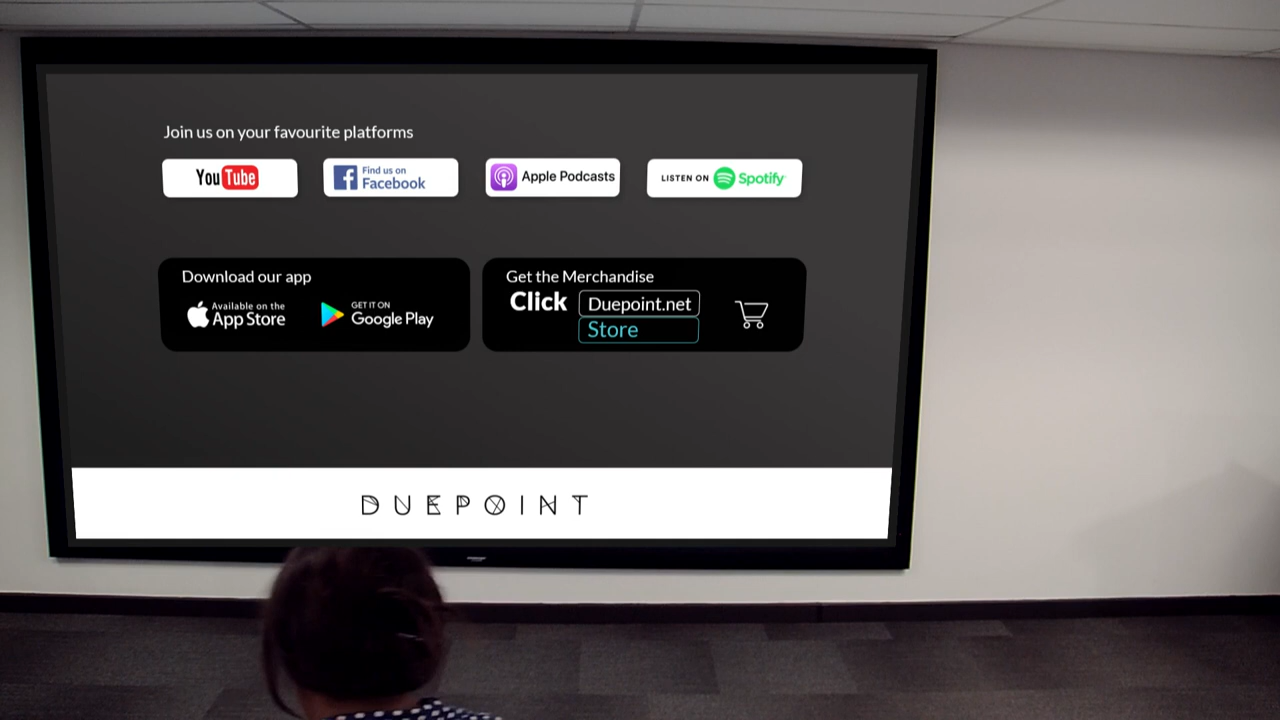 Join us on your favourite platforms
YouTube
Find us on
Facebook
Apple Podcasts
LISTEN ON Spotify
Download our app
Available on the
App Store
GET IT ON
Google Play
Get the Merchandise
Click Duepoint.net
Store
DUEPOINT